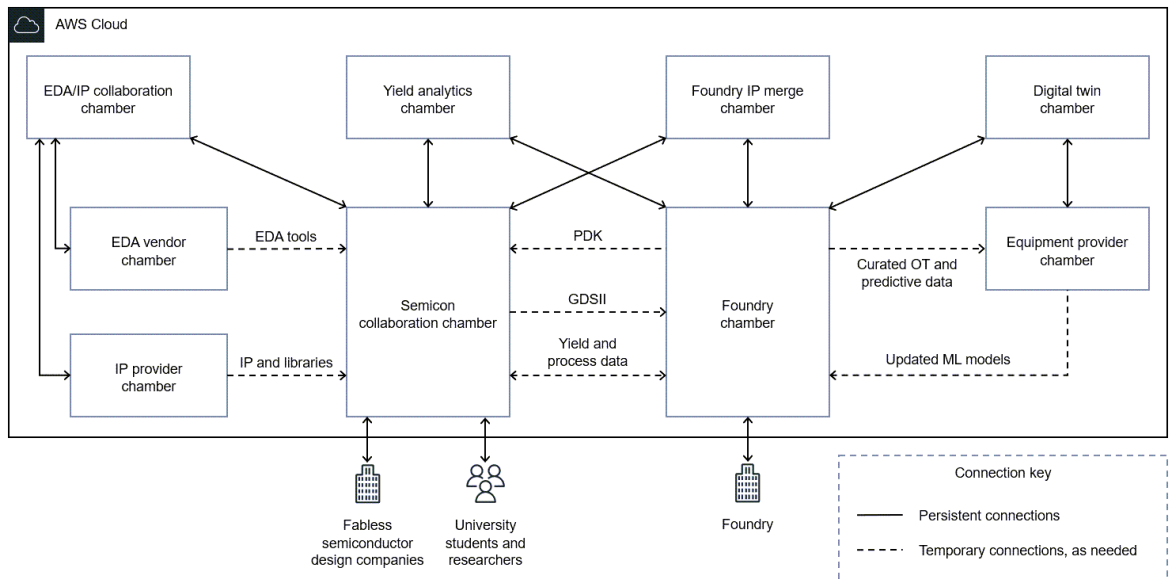 AWS Cloud
EDA/IP collaboration
chamber
Yield analytics
chamber
Foundry IP merge
chamber
Digital twin
chamber
EDA vendor
chamber
EDA tools
PDK
Curated OT and
predictive data
Equipment provider
chamber
Semicon
collaboration chamber
GDSII
Foundry
chamber
IP provider
chamber
IP and libraries
Yield and
process data
Updated ML models
Fabless
semiconductor
design companies
University
students and
researchers
Foundry
Connection key
Persistent connections
Temporary connections, as needed